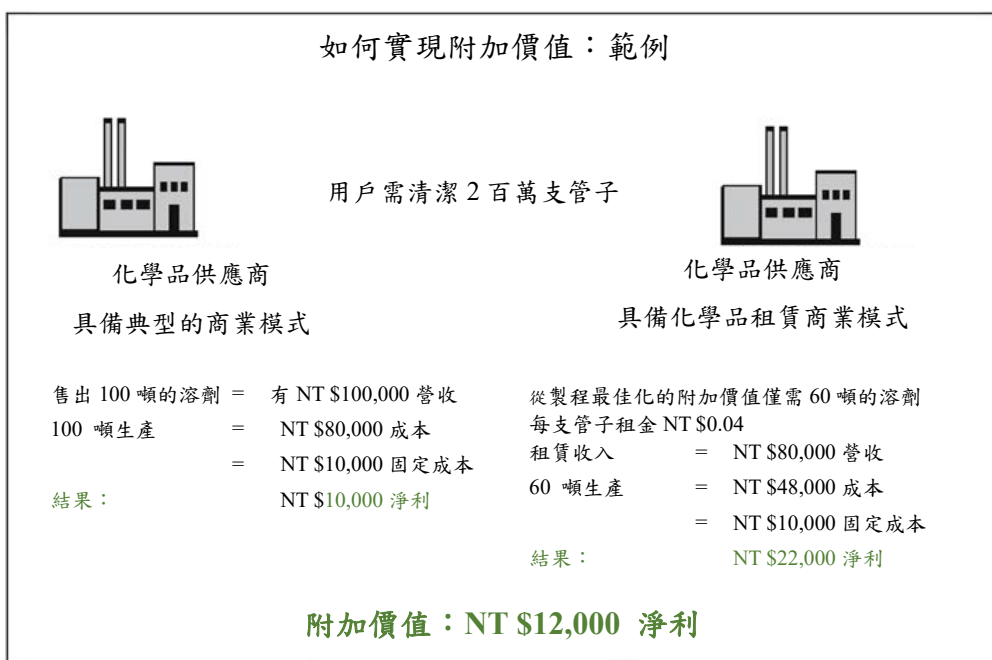 如何實現附加價值：範例
用戶需清潔 2 百萬支管子
化學品供應商
具備典型的商業模式
售出 100 噸的溶劑 = 有 NT $100,000 營收
100 噸生產 = NT $80,000 成本
= NT $10,000 固定成本
結果： NT $10,000 淨利
化學品供應商
具備化學品租賃商業模式
從製程最佳化的附加價值僅需 60 噸的溶劑
每支管子租金 NT $0.04
租賃收入 = NT $80,000 營收
60 噸生產 = NT $48,000 成本
= NT $10,000 固定成本
結果： NT $22,000 淨利
附加價值：NT $12,000 淨利